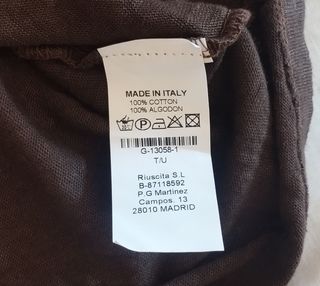 MADE IN ITALY
100% COTTON
100% ALGODON
G-13058-1
T/U
Riuscita S.L
B-87118592
P.G Martinez
Campos. 13
28010 MADRID